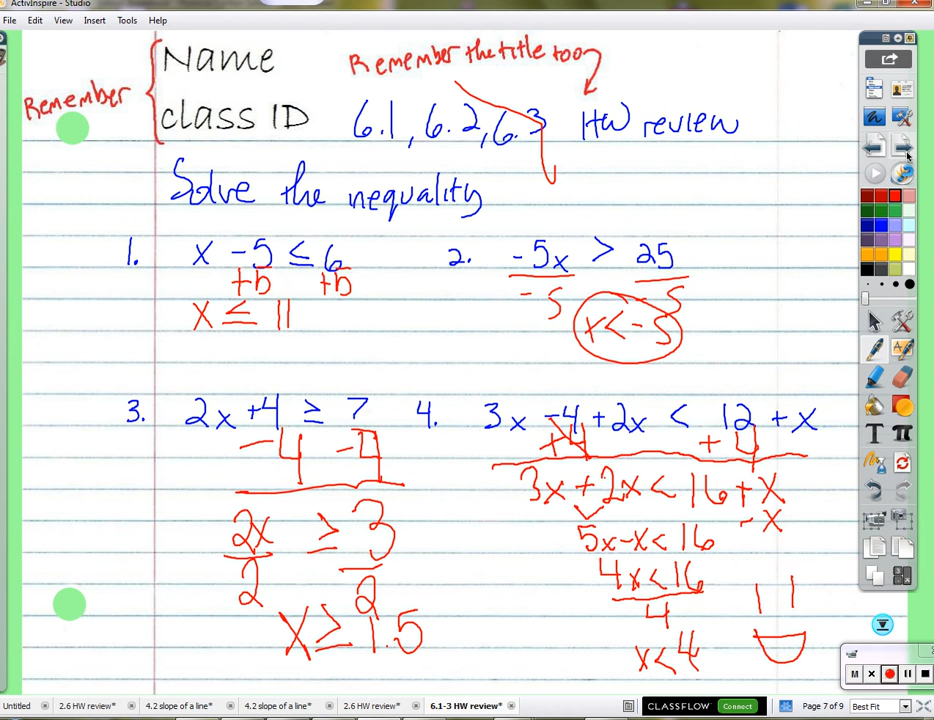 ActivInspire - Studio
File Edit View Insert Tools Help
Name
Remember the title too
Remember
class ID
6.1, 6.2, 6.3 HW review
Solve the inequality
1. x - 5 ≤ 6
+5 +5
x ≤ 11
2. -5x > 25
-5 -5
x < -5
3. 2x + 4 ≥ 7
-4 -4
2x ≥ 3
2 2
x ≥ 1.5
4. 3x - 4 + 2x < 12 + x
+4 +4
3x + 2x < 16 + x
- x
5x - x < 16
4x < 16
4
x < 4
M
Untitled 2.6 HW review* 4.2 slope of a line* 4.2 slope of a line* 2.6 HW review* 6.1-3 HW review* CLASSFLOW Connect Page 7 of 9 Best Fit